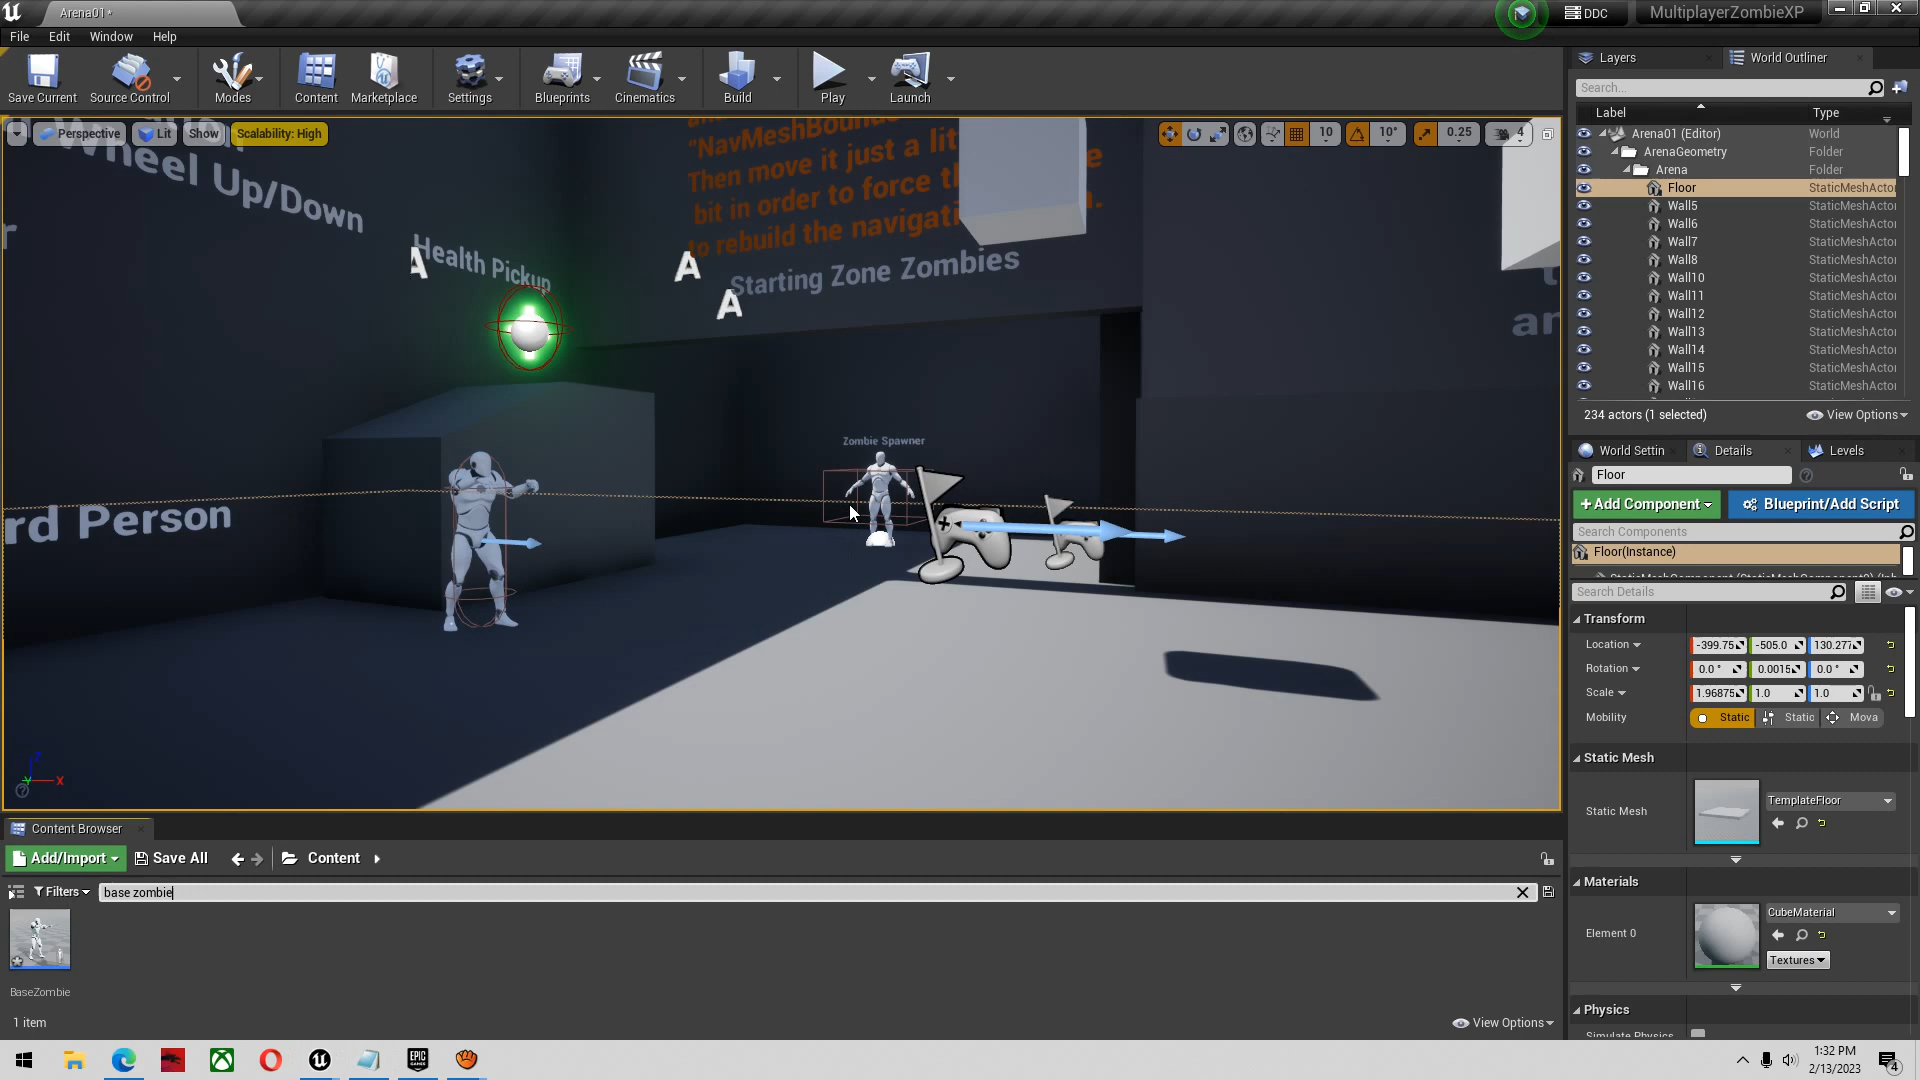 Arena01*
DDC
MultiplayerZombieXP
File Edit Window Help
Save Current
Source Control
Modes
Content
Marketplace
Settings
Blueprints
Cinematics
Build
Play
Launch
Perspective
Lit
Show
Scalability: High
10
10°
0.25
4
Wheel Up/Down
"NavMeshBounds
Then move it just a lit
bit in order to force th
to rebuild the navigati
Health Pickup
A
A
A
Starting Zone Zombies
an
Zombie Spawner
rd Person
Z
X
Layers
World Outliner
Search...
Label Type
Arena01 (Editor) World
ArenaGeometry Folder
Arena Folder
Floor StaticMeshActor
Wall5 StaticMeshActor
Wall6 StaticMeshActor
Wall7 StaticMeshActor
Wall8 StaticMeshActor
Wall10 StaticMeshActor
Wall11 StaticMeshActor
Wall12 StaticMeshActor
Wall13 StaticMeshActor
Wall14 StaticMeshActor
Wall15 StaticMeshActor
Wall16 StaticMeshActor
234 actors (1 selected)
View Options
World Settin
Details
Levels
Floor
+Add Component
Blueprint/Add Script
Search Components
Floor(Instance)
Search Details
Transform
Location -399.75 -505.0 130.277
Rotation 0.0 ° 0.0015 0.0 °
Scale 1.96875 1.0 1.0
Mobility Static Static Mova
Static Mesh
Static Mesh
TemplateFloor
Materials
Element 0
CubeMaterial
Textures
Physics
Simulate Physics
Content Browser
Add/Import
Save All
Content
Filters
base zombie
BaseZombie
1 item
View Options
EPIC GAMES
1:32 PM
2/13/2023
4